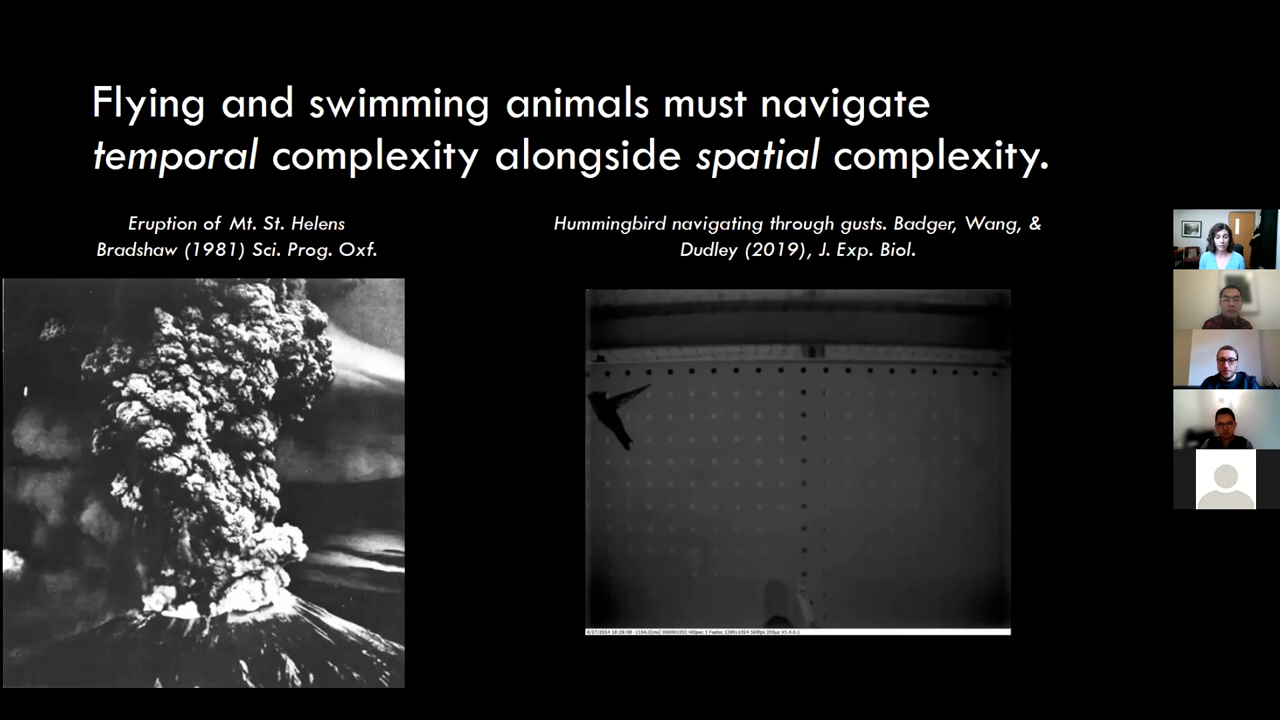 Flying and swimming animals must navigate
temporal complexity alongside spatial complexity.
Eruption of Mt. St. Helens
Bradshaw (1981) Sci. Prog. Oxf.
Hummingbird navigating through gusts. Badger, Wang, &
Dudley (2019), J. Exp. Biol.